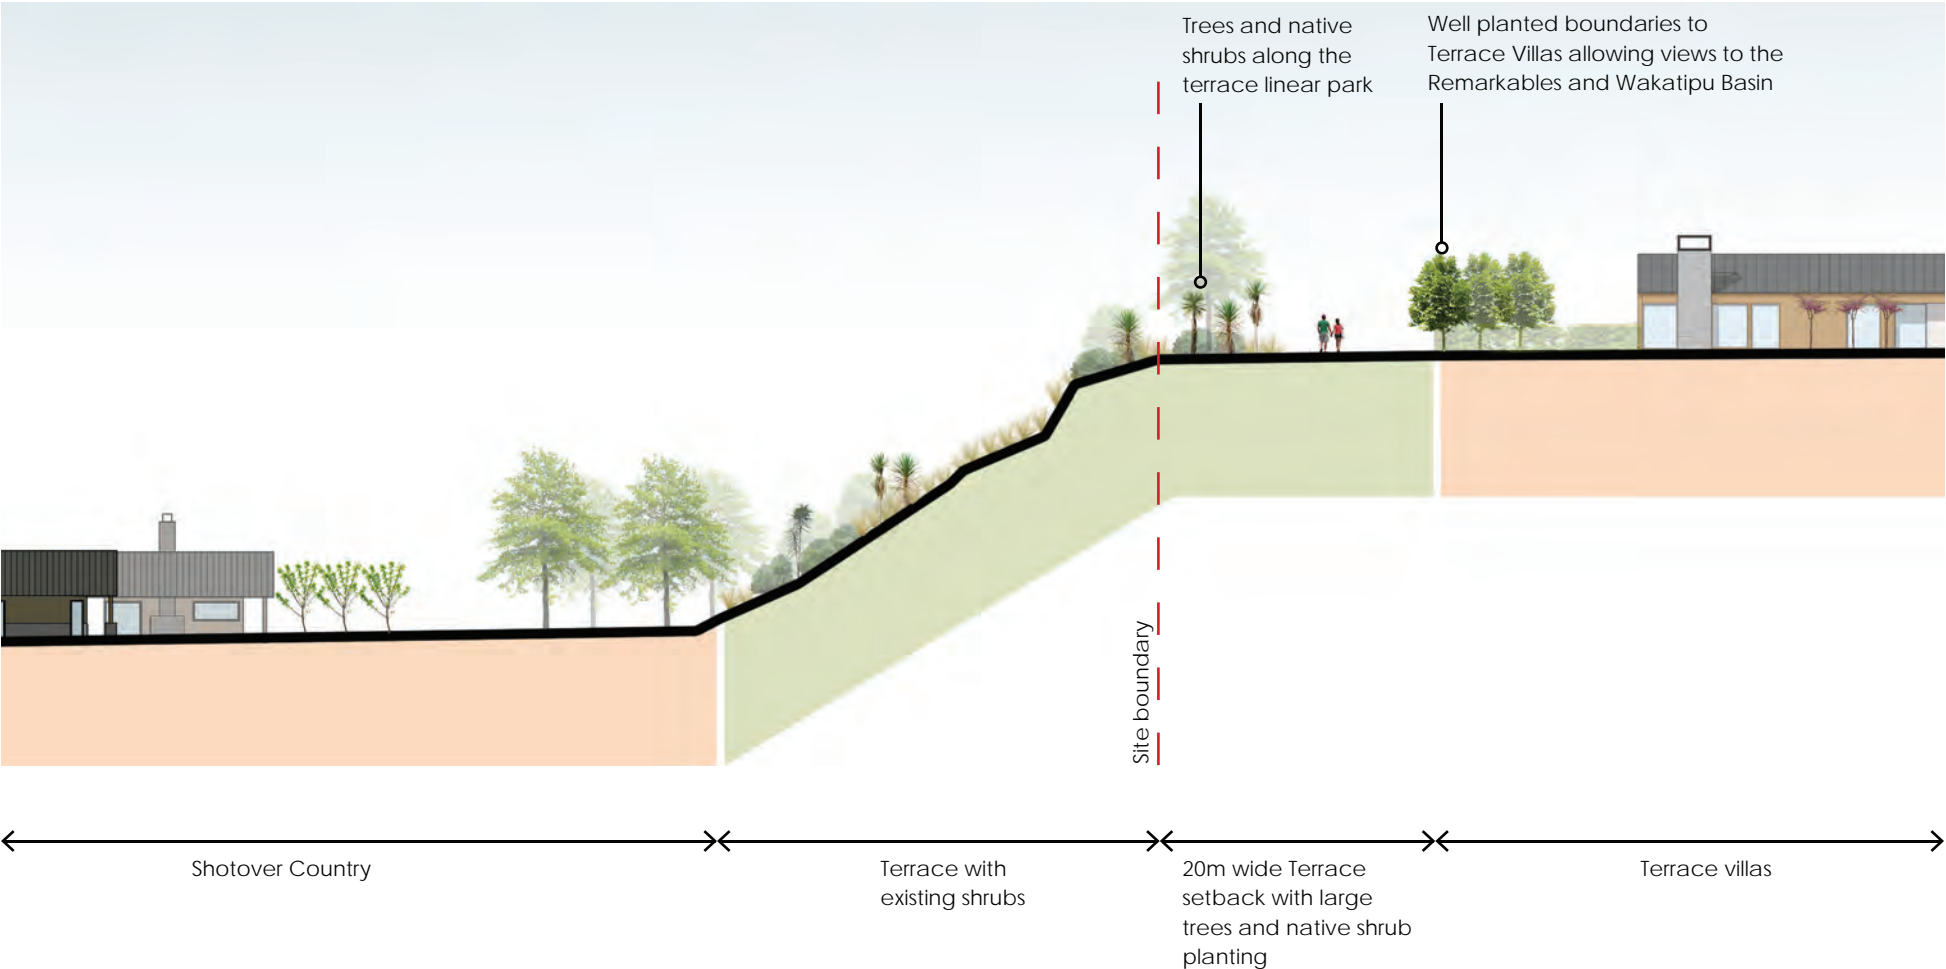 Trees and native
shrubs along the
terrace linear park
Well planted boundaries to
Terrace Villas allowing views to the
Remarkables and Wakatipu Basin
Site boundary
Shotover Country
Terrace with
existing shrubs
20m wide Terrace
setback with large
trees and native shrub
planting
Terrace villas